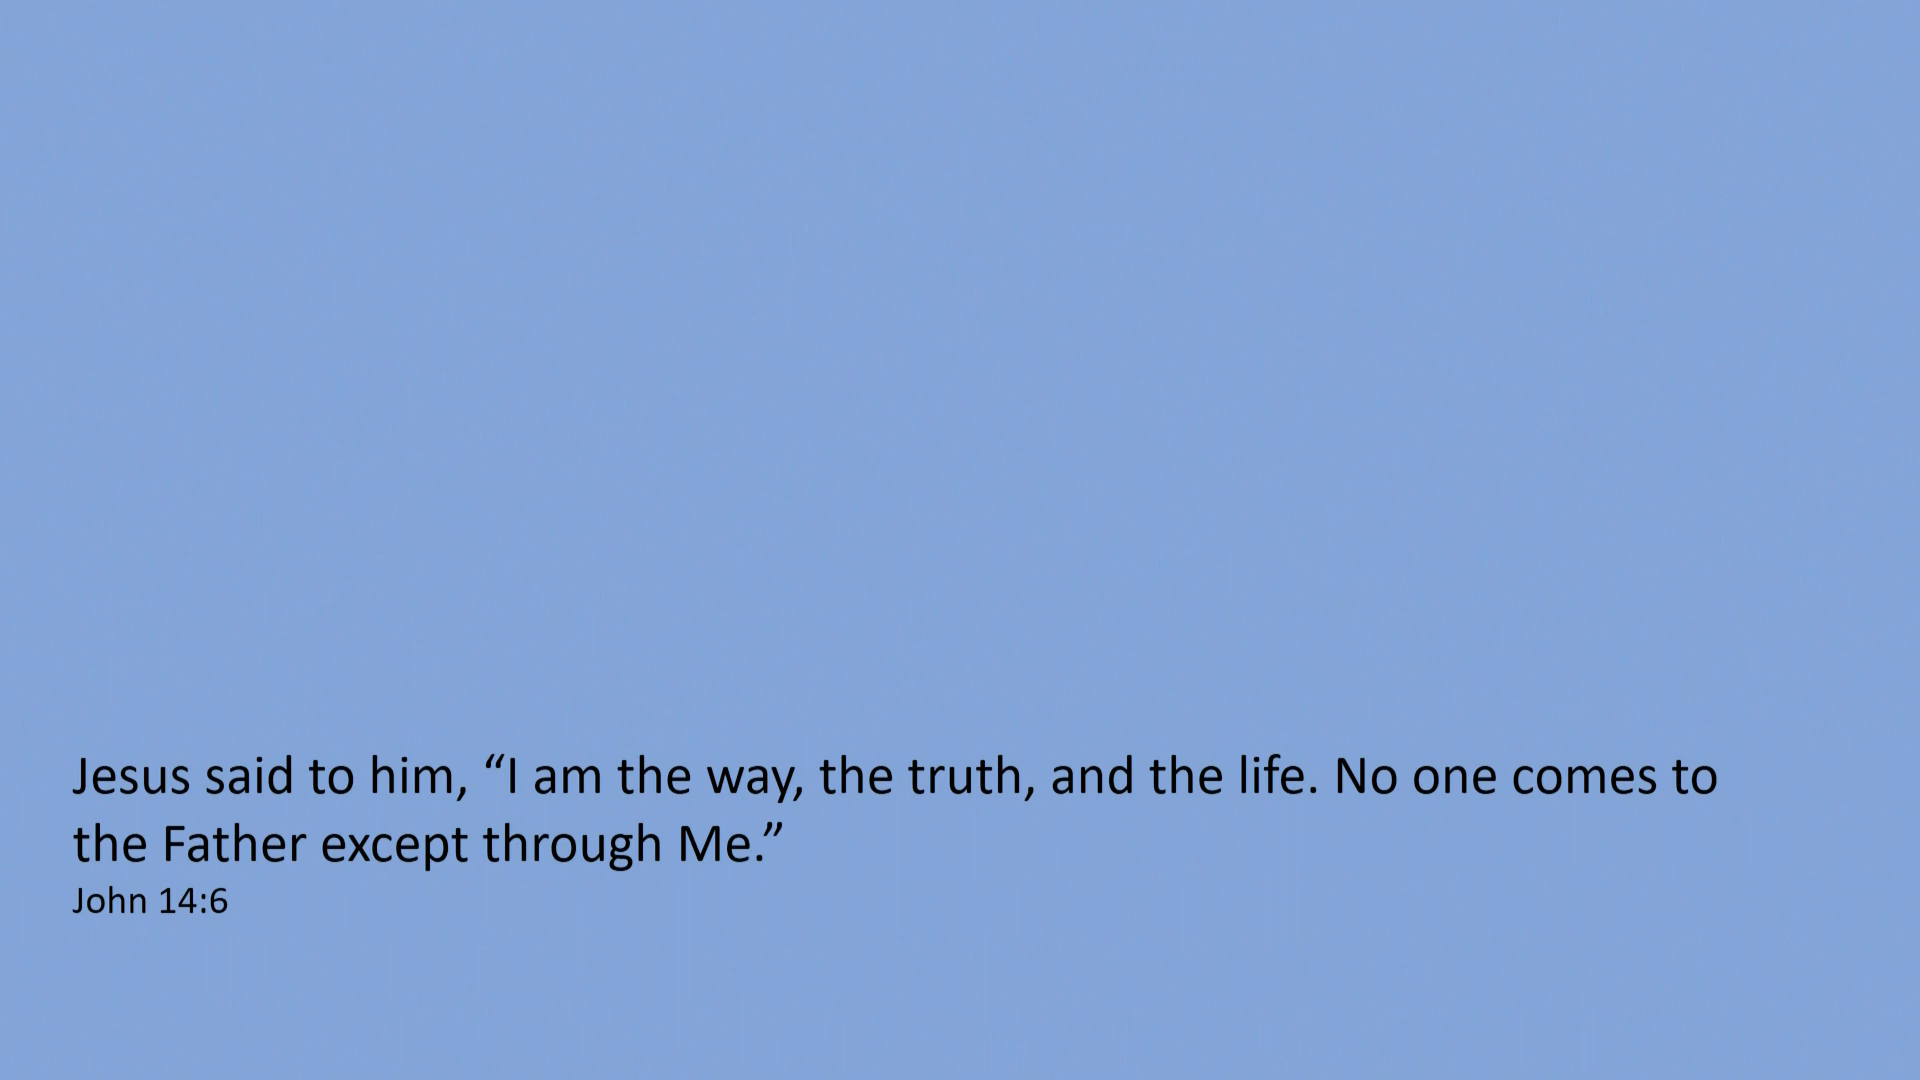 Jesus said to him, “I am the way, the truth, and the life. No one comes to
the Father except through Me.”
John 14:6